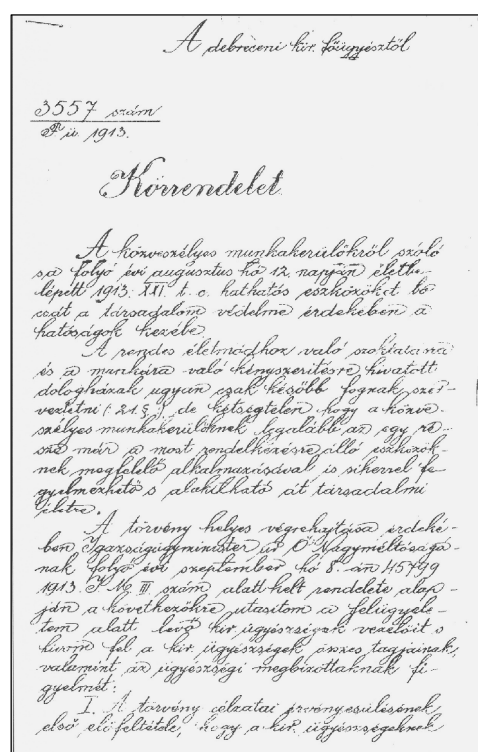 A debreceni kir. főügyésztől
3557 szám
Fü. 1913.
Körrendelet.
A közveszélyes munkakerülőkről szóló
s a folyó évi augusztus hó 12. napján életbe
lépett 1913: XXI. t. c. hathatós eszközöket bo
csát a társadalom védelme érdekében a
hatóságok kezébe.
A rendes életmódhoz való szoktatásra
és a munkára való kényszerítésre hivatott
dologházak ugyan csak később fognak szer-
veztetni (: 21. § :), de kétségtelen hogy a közve-
szélyes munkakerülőknek legalább az egy ré-
sze már a most rendelkezésre álló eszközök-
nek megfelelő alkalmazásával is sikerrel fe-
gyelmezhető s alakítható át társadalmi
életre.
A törvény helyes végrehajtása érdeké-
ben Igazságügyminister úr Ő Nagyméltóságá-
nak folyó évi szeptember hó 8.-án 45799
1913. I. M. III szám alatt kelt rendelete alap-
ján a következőkre utasítom a felügyele-
tem alatt levő kir. ügyészségek vezetőit s
hívom fel a kir. ügyészségek összes tagjainak,
valamint az ügyészségi megbízottaknak fi-
gyelmét:
I. A törvény célzatai érvényesülésének
első előfeltétele, hogy a kir. ügyészségeknek